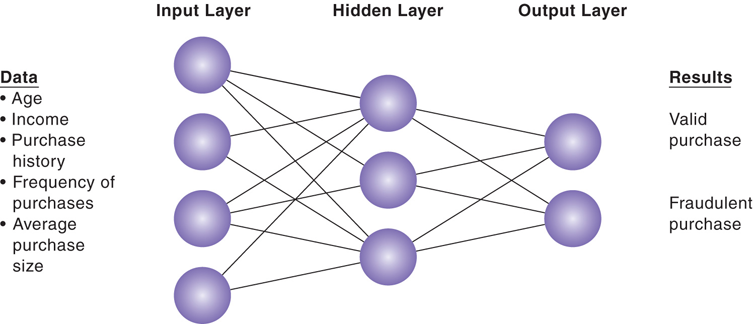 Input Layer
Hidden Layer
Output Layer
Data
• Age
• Income
• Purchase
history
• Frequency of
purchases
• Average
purchase
size
Results
Valid
purchase
Fraudulent
purchase